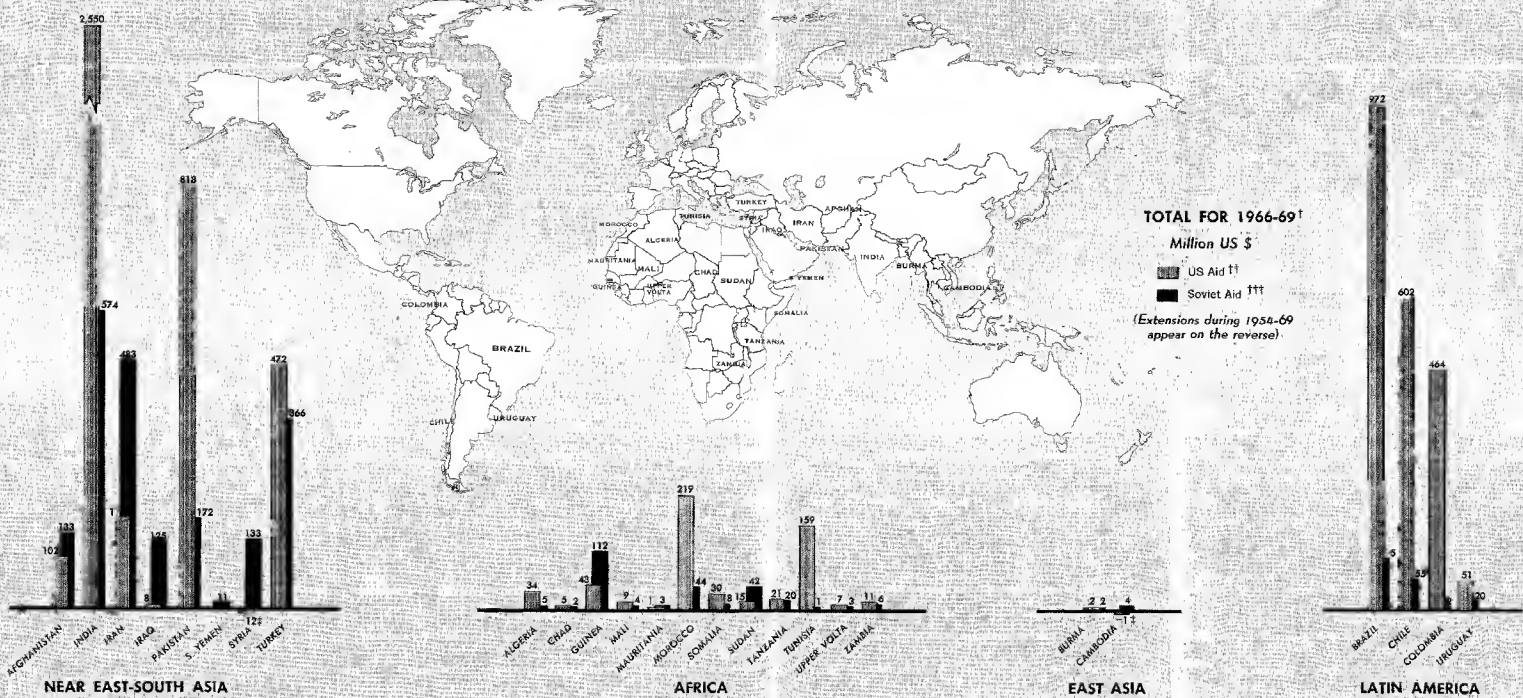 2,550
813
574
483
472
366
172
133
102
133
125
8
11
12‡
AFGHANISTAN
INDIA
IRAN
IRAQ
PAKISTAN
S. YEMEN
SYRIA
TURKEY
NEAR EAST-SOUTH ASIA
MOROCCO
TUNISIA
TURKEY
SYRIA
IRAQ
IRAN
AFGHAN
PAKISTAN
ALGERIA
MAURITANIA
MALI
CHAD
SUDAN
S YEMEN
INDIA
BURMA
CAMBODIA
GUINEA
UPPER
VOLTA
SOMALIA
TANZANIA
ZAMBIA
COLOMBIA
BRAZIL
CHILE
URUGUAY
TOTAL FOR 1966-69†
Million US $
US Aid ††
Soviet Aid †††
(Extensions during 1954-69
appear on the reverse)
34
5
5
2
43
112
9
4
1
3
219
44
30
8
15
42
21
20
159
1
7
3
11
6
ALGERIA
CHAD
GUINEA
MALI
MAURITANIA
MOROCCO
SOMALIA
SUDAN
TANZANIA
TUNISIA
UPPER VOLTA
ZAMBIA
AFRICA
2
2
4
-1‡
BURMA
CAMBODIA
EAST ASIA
972
602
55
464
2
51
20
BRAZIL
CHILE
COLOMBIA
URUGUAY
LATIN AMERICA